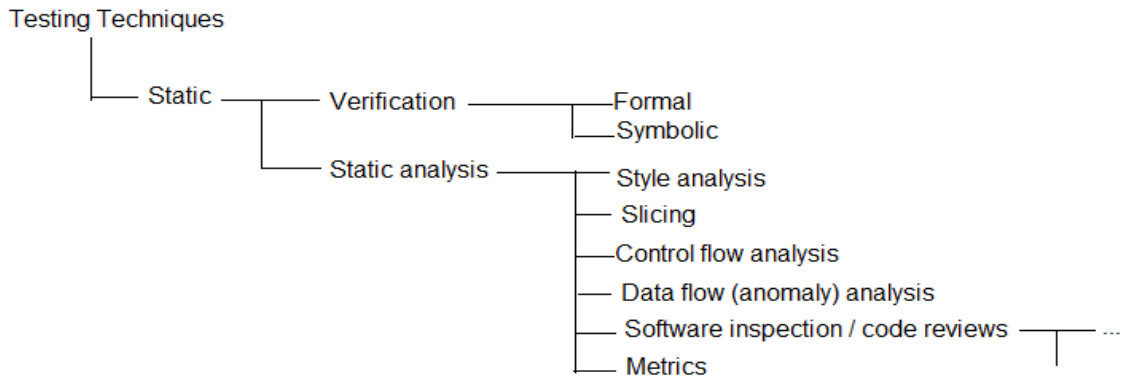 Testing Techniques
Static
Verification
Formal
Symbolic
Static analysis
Style analysis
Slicing
Control flow analysis
Data flow (anomaly) analysis
Software inspection / code reviews
...
Metrics